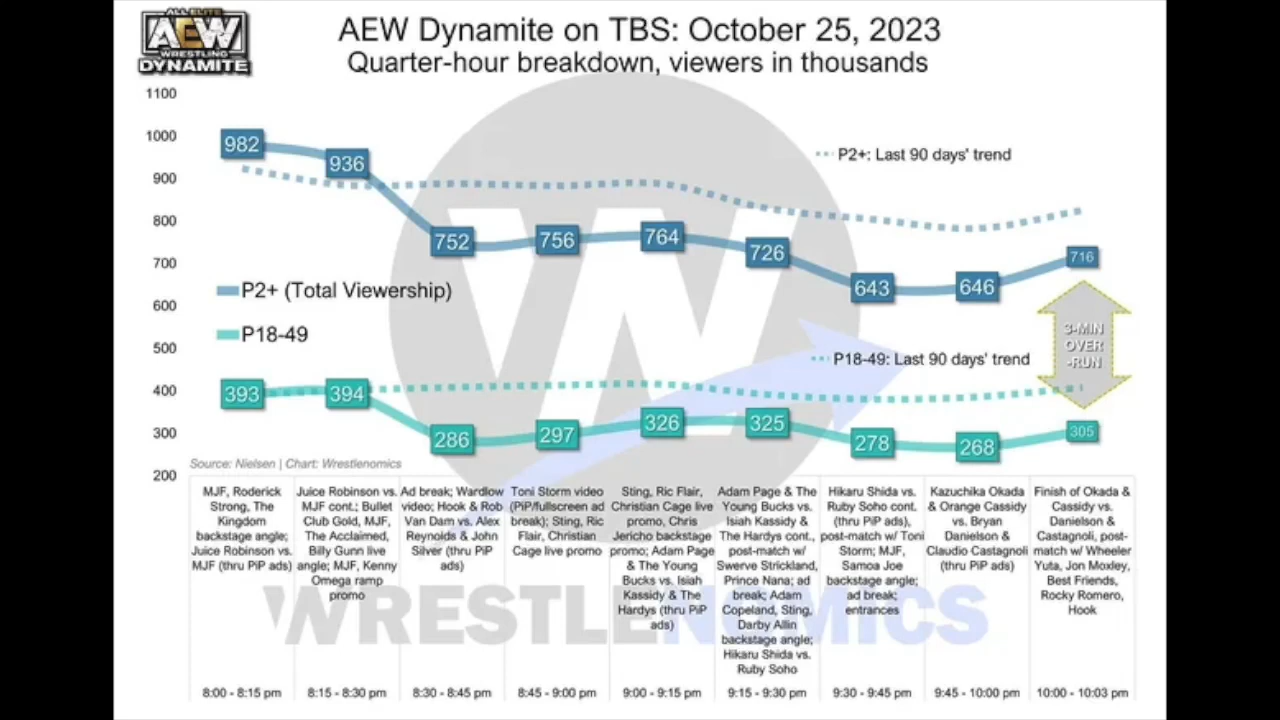 ALL ELITE
AEW
WRESTLING
DYNAMITE
AEW Dynamite on TBS: October 25, 2023
Quarter-hour breakdown, viewers in thousands
1100
1000
900
800
700
600
500
400
300
200
982
936
752
756
764
726
643
646
716
P2+: Last 90 days' trend
P2+ (Total Viewership)
P18-49
P18-49: Last 90 days' trend
3-MIN
OVER
-RUN
393
394
286
297
326
325
278
268
305
Source: Nielsen | Chart: Wrestlenomics
MJF, Roderick
Strong, The
Kingdom
backstage angle;
Juice Robinson vs.
MJF (thru PiP ads)
8:00 - 8:15 pm
Juice Robinson vs.
MJF cont.; Bullet
Club Gold, MJF,
The Acclaimed,
Billy Gunn live
angle; MJF, Kenny
Omega ramp
promo
8:15 - 8:30 pm
Ad break; Wardlow
video; Hook & Rob
Van Dam vs. Alex
Reynolds & John
Silver (thru PiP
ads)
8:30 - 8:45 pm
Toni Storm video
(PiP/fullscreen ad
break); Sting, Ric
Flair, Christian
Cage live promo
8:45 - 9:00 pm
Sting, Ric Flair,
Christian Cage live
promo, Chris
Jericho backstage
promo; Adam Page
& The Young
Bucks vs. Isiah
Kassidy & The
Hardys (thru PiP
ads)
9:00 - 9:15 pm
Adam Page & The
Young Bucks vs.
Isiah Kassidy &
The Hardys cont.,
post-match w/
Swerve Strickland,
Prince Nana; ad
break; Adam
Copeland, Sting,
Darby Allin
backstage angle;
Hikaru Shida vs.
Ruby Soho
9:15 - 9:30 pm
Hikaru Shida vs.
Ruby Soho cont.
(thru PiP ads),
post-match w/ Toni
Storm; MJF,
Samoa Joe
backstage angle;
ad break;
entrances
9:30 - 9:45 pm
Kazuchika Okada
& Orange Cassidy
vs. Bryan
Danielson &
Claudio Castagnoli
(thru PiP ads)
9:45 - 10:00 pm
Finish of Okada &
Cassidy vs.
Danielson &
Castagnoli, post-
match w/ Wheeler
Yuta, Jon Moxley,
Best Friends,
Rocky Romero,
Hook
10:00 - 10:03 pm
WRESTLENOMICS